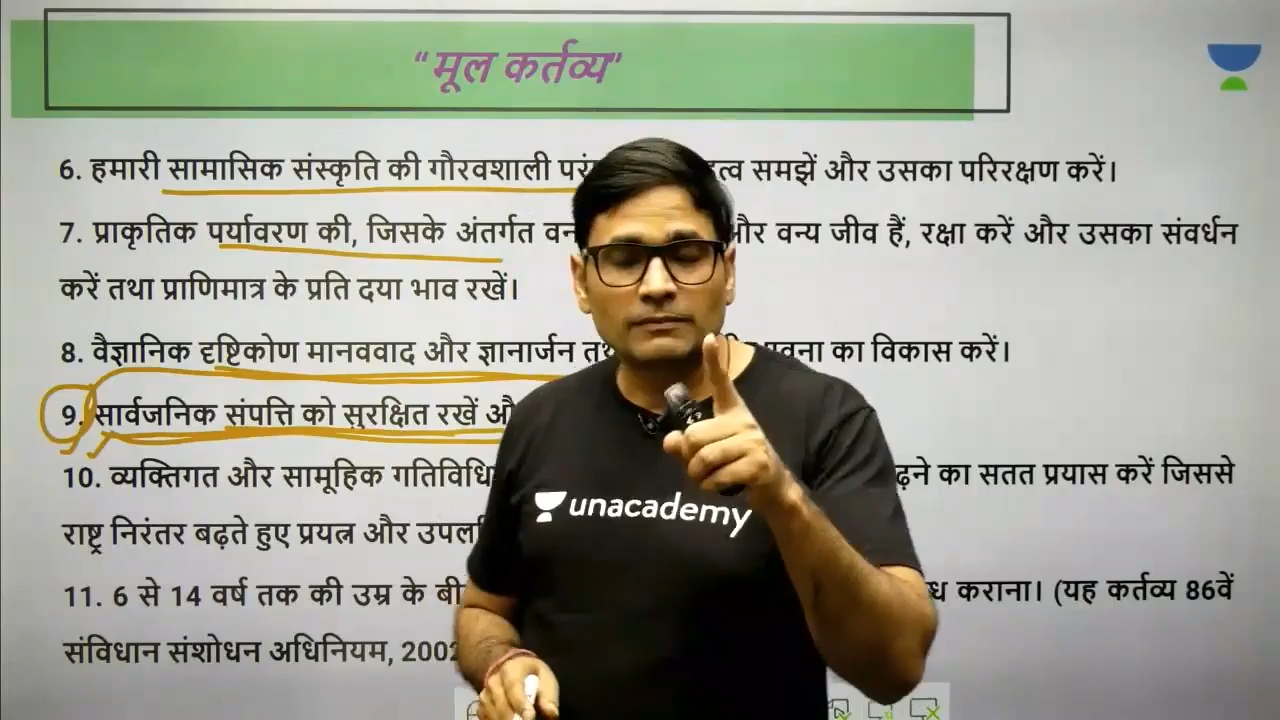 “मूल कर्तव्य”
6. हमारी सामासिक संस्कृति की गौरवशाली समझें और उसका परिरक्षण करें।
7. प्राकृतिक पर्यावरण की, जिसके अंतर्गत वन और वन्य जीव हैं, रक्षा करें और उसका संवर्धन
करें तथा प्राणिमात्र के प्रति दया भाव रखें।
8. वैज्ञानिक दृष्टिकोण मानववाद और ज्ञानार्जन का विकास करें।
9. सार्वजनिक संपत्ति को सुरक्षित रखें
10. व्यक्तिगत और सामूहिक का सतत प्रयास करें जिससे
राष्ट्र निरंतर बढ़ते हुए प्रयत्न और
11. 6 से 14 वर्ष तक की उम्र के कराना। (यह कर्तव्य 86वें
संविधान संशोधन अधिनियम,
unacademy